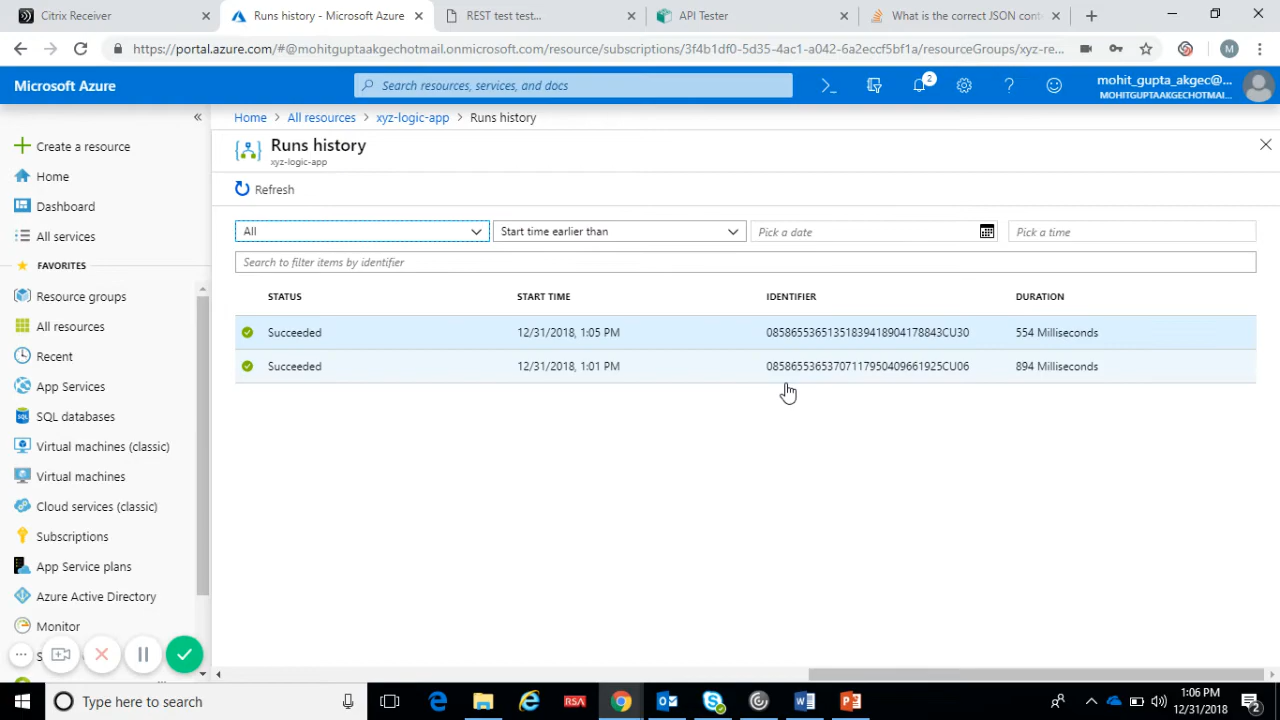 Citrix Receiver
Runs history - Microsoft Azure
REST test test...
API Tester
What is the correct JSON cont
https://portal.azure.com/#@mohitguptaakgechotmail.onmicrosoft.com/resource/subscriptions/3f4b1df0-5d35-4ac1-a042-6a2eccf5bf1a/resourceGroups/xyz-re...
M
Microsoft Azure
Search resources, services, and docs
2
mohit_gupta_akgec@...
MOHITGUPTAAKGECHOTMAI...
Home > All resources > xyz-logic-app > Runs history
Runs history
xyz-logic-app
Refresh
All
Start time earlier than
Pick a date
Pick a time
Search to filter items by identifier
STATUS START TIME IDENTIFIER DURATION
Succeeded 12/31/2018, 1:05 PM 08586553651351839418904178843CU30 554 Milliseconds
Succeeded 12/31/2018, 1:01 PM 08586553653707117950409661925CU06 894 Milliseconds
Create a resource
Home
Dashboard
All services
FAVORITES
Resource groups
All resources
Recent
App Services
SQL databases
Virtual machines (classic)
Virtual machines
Cloud services (classic)
Subscriptions
App Service plans
Azure Active Directory
Monitor
Type here to search
RSA
1:06 PM
12/31/2018
2